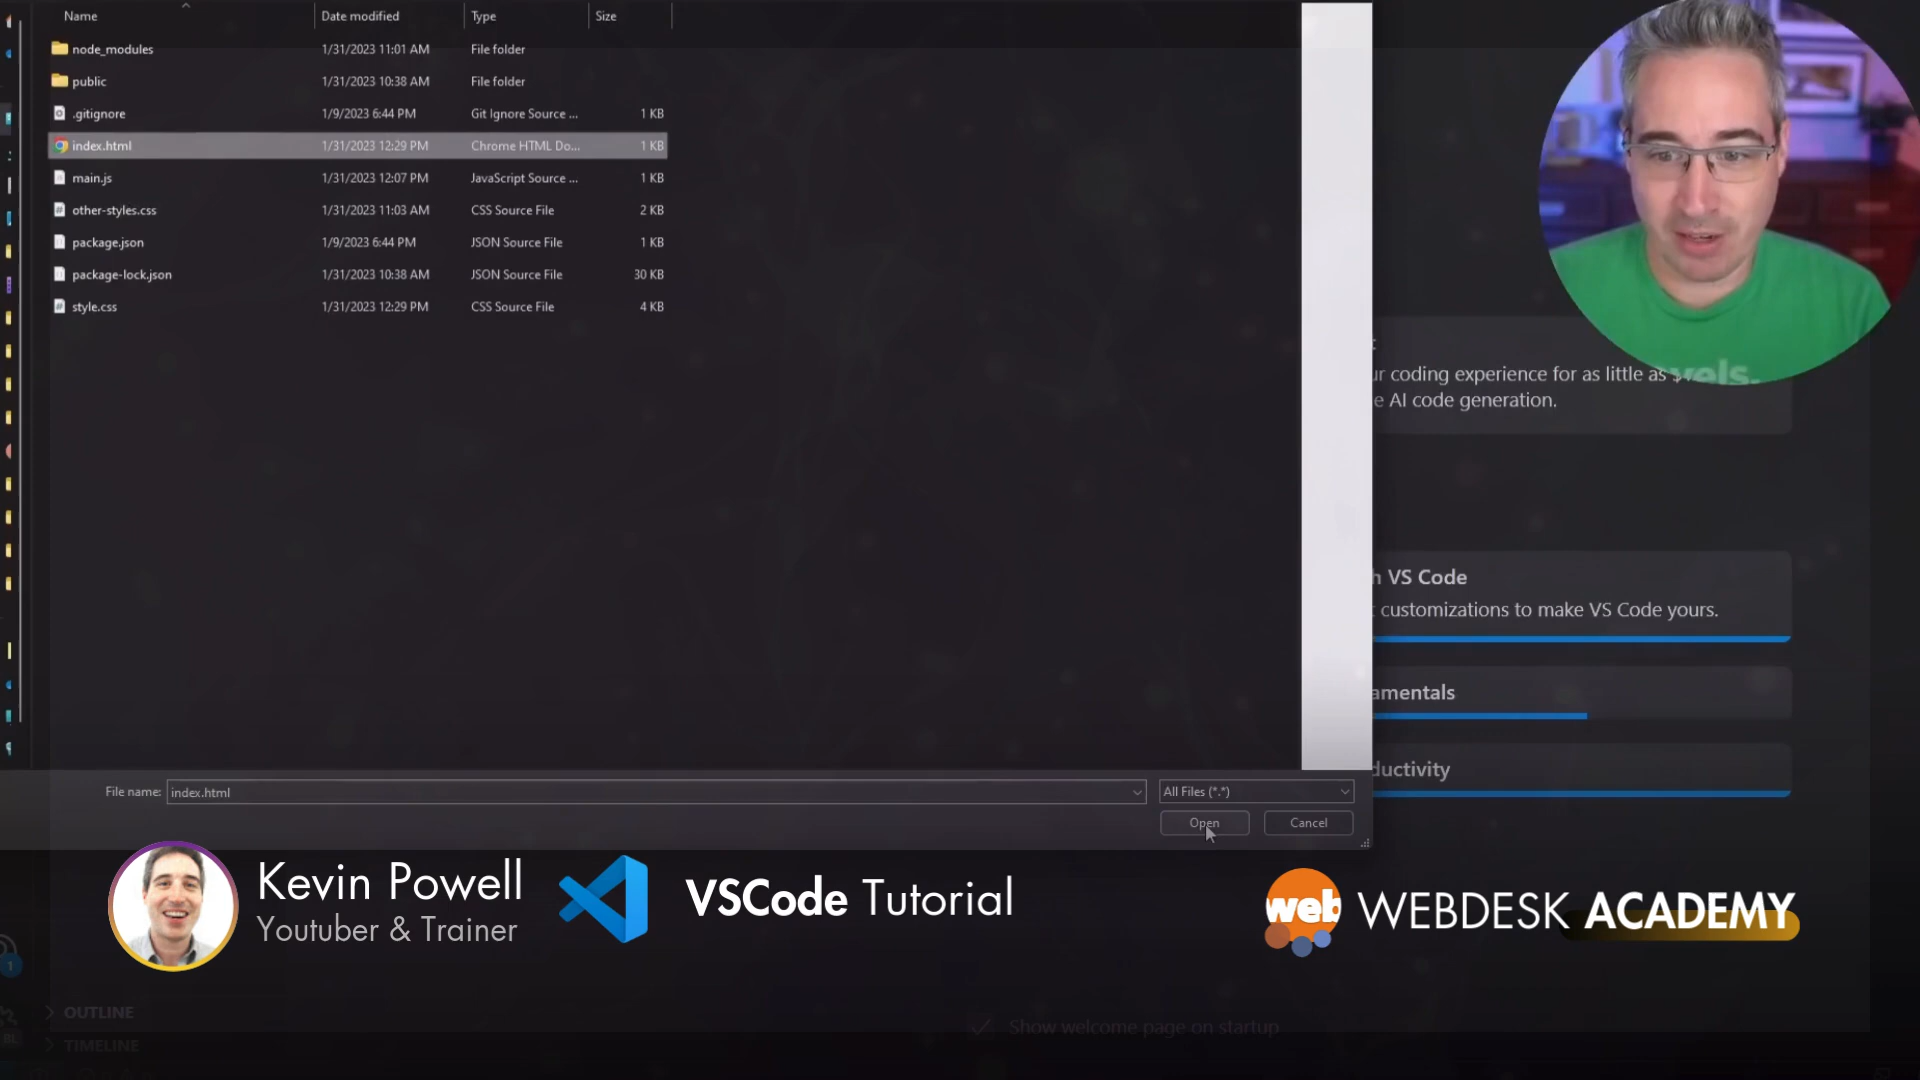 Name Date modified Type Size
node_modules 1/31/2023 11:01 AM File folder
public 1/31/2023 10:38 AM File folder
.gitignore 1/9/2023 6:44 PM Git Ignore Source ... 1 KB
index.html 1/31/2023 12:29 PM Chrome HTML Do... 1 KB
main.js 1/31/2023 12:07 PM JavaScript Source ... 1 KB
other-styles.css 1/31/2023 11:03 AM CSS Source File 2 KB
package.json 1/9/2023 6:44 PM JSON Source File 1 KB
package-lock.json 1/31/2023 10:38 AM JSON Source File 30 KB
style.css 1/31/2023 12:29 PM CSS Source File 4 KB
coding experience for as little as
AI code generation.
VS Code
customizations to make VS Code yours.
amentals
ductivity
File name: index.html All Files (*.*)
Open Cancel
Kevin Powell
Youtuber & Trainer
VSCode Tutorial
web WEBDESK ACADEMY
1
OUTLINE
Show welcome page on startup
TIMELINE